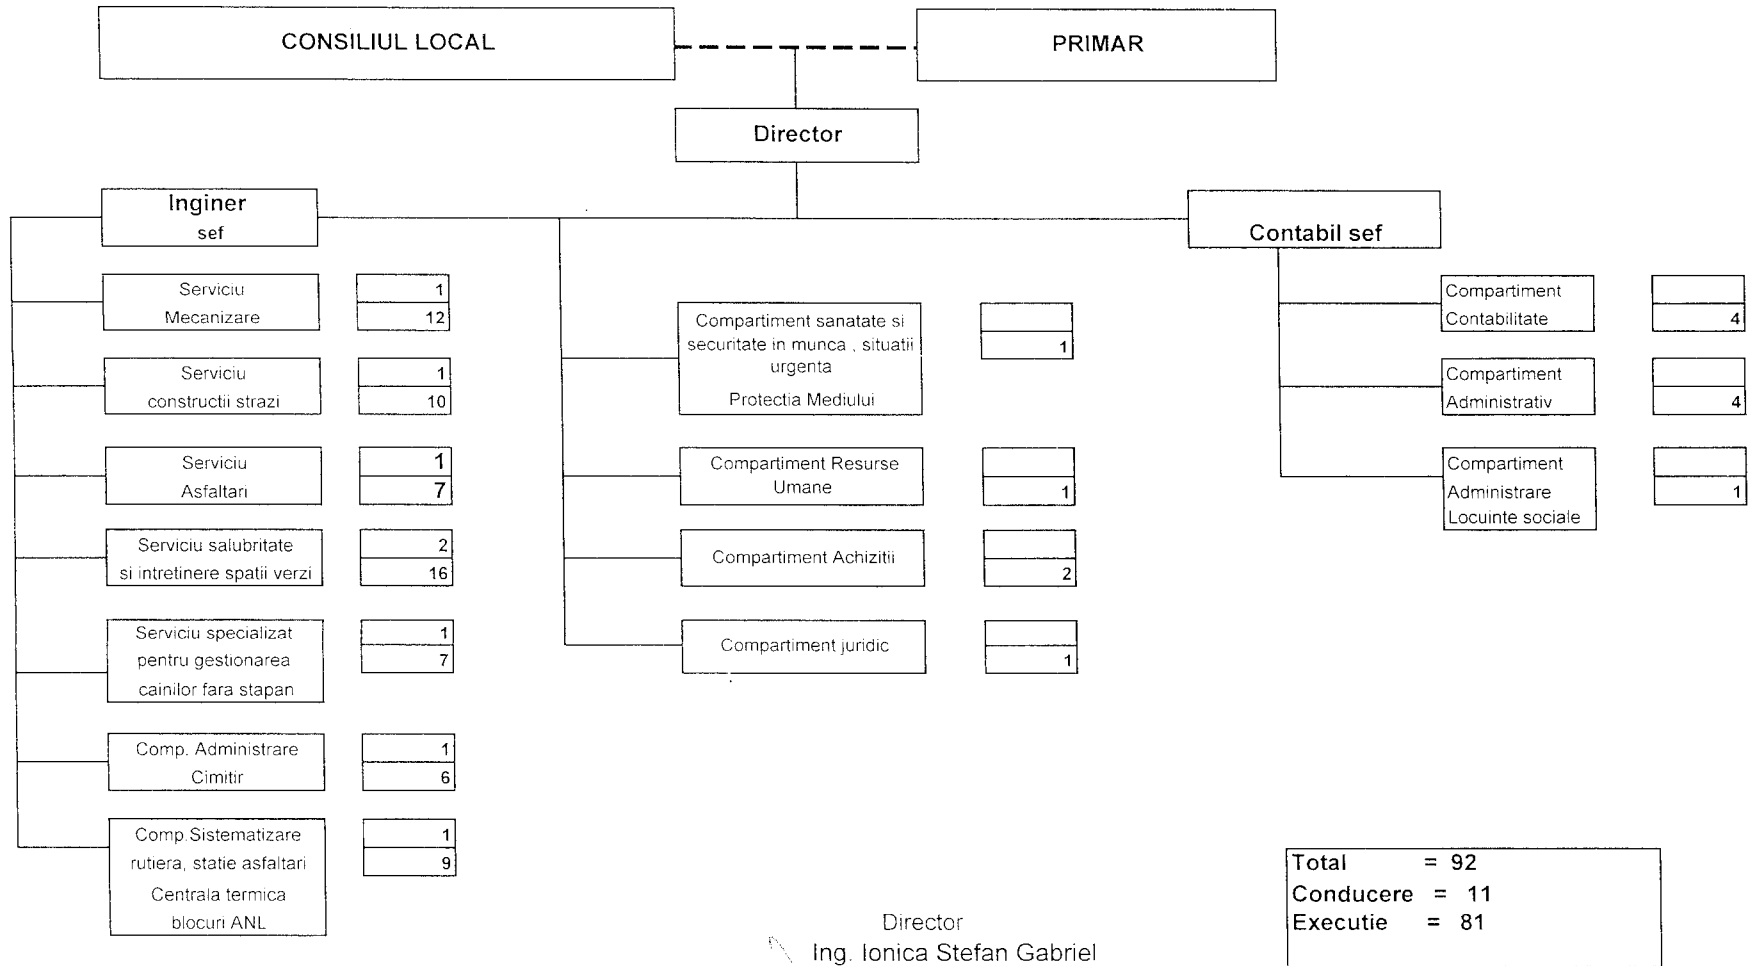 CONSILIUL LOCAL
PRIMAR
Director
Inginer
sef
Contabil sef
Serviciu
Mecanizare
1
12
Serviciu
constructii strazi
1
10
Serviciu
Asfaltari
1
7
Serviciu salubritate
si intretinere spatii verzi
2
16
Serviciu specializat
pentru gestionarea
cainilor fara stapan
1
7
Comp. Administrare
Cimitir
1
6
Comp.Sistematizare
rutiera, statie asfaltari
Centrala termica
blocuri ANL
1
9
Compartiment sanatate si
securitate in munca , situatii
urgenta
Protectia Mediului
1
Compartiment Resurse
Umane
1
Compartiment Achizitii
2
Compartiment juridic
1
Compartiment
Contabilitate
4
Compartiment
Administrativ
4
Compartiment
Administrare
Locuinte sociale
1
Total = 92
Conducere = 11
Executie = 81
Director
Ing. Ionica Stefan Gabriel